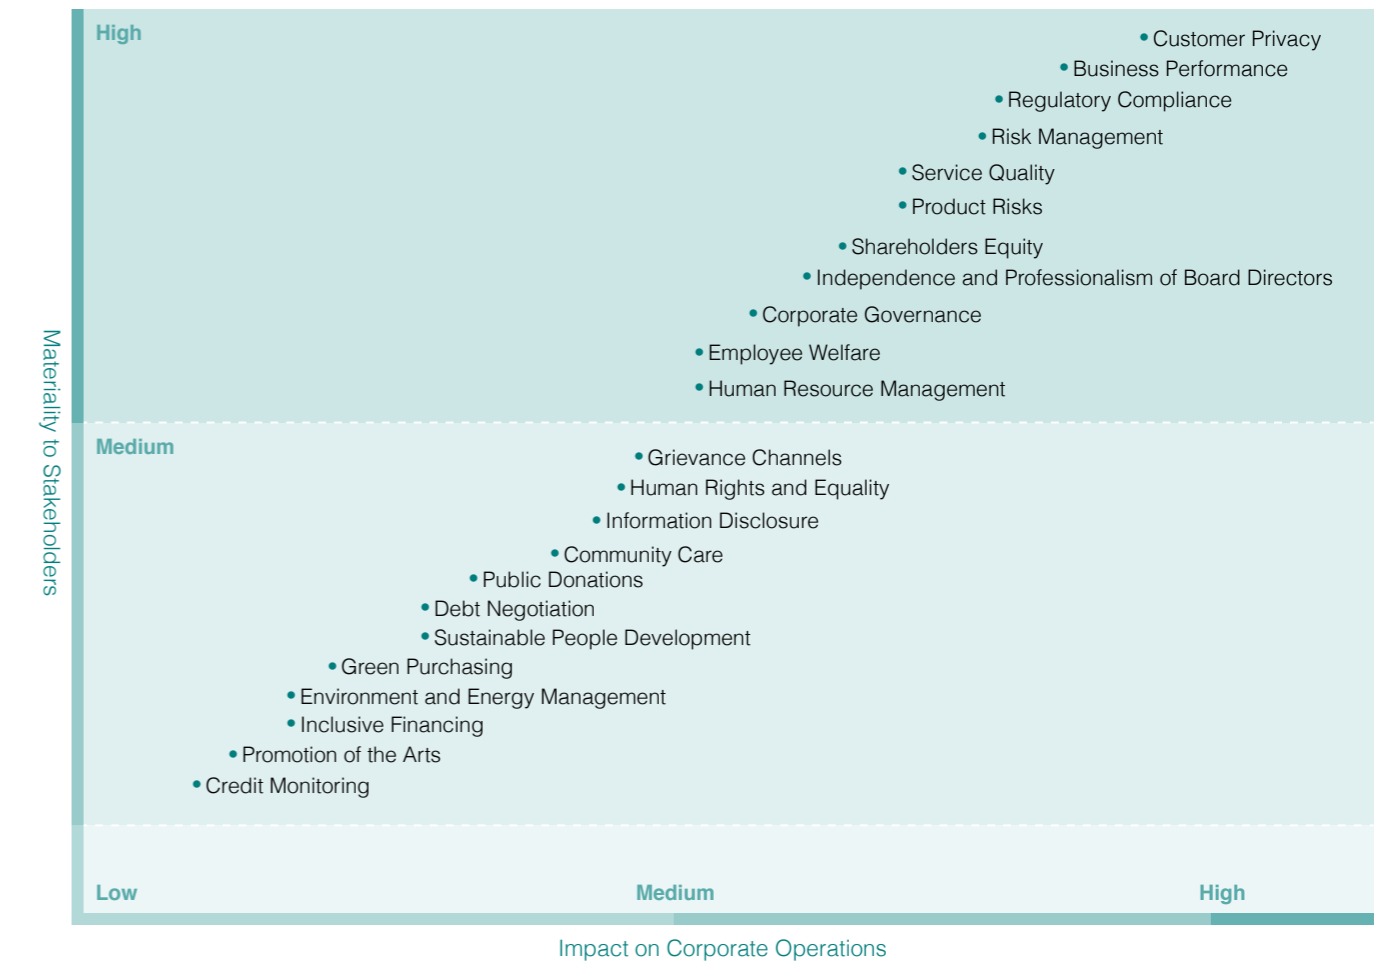 High
• Customer Privacy
• Business Performance
• Regulatory Compliance
• Risk Management
• Service Quality
• Product Risks
• Shareholders Equity
• Independence and Professionalism of Board Directors
• Corporate Governance
• Employee Welfare
• Human Resource Management
Materiality to Stakeholders
Medium
• Grievance Channels
• Human Rights and Equality
• Information Disclosure
• Community Care
• Public Donations
• Debt Negotiation
• Sustainable People Development
• Green Purchasing
• Environment and Energy Management
• Inclusive Financing
• Promotion of the Arts
• Credit Monitoring
Low Medium High
Impact on Corporate Operations